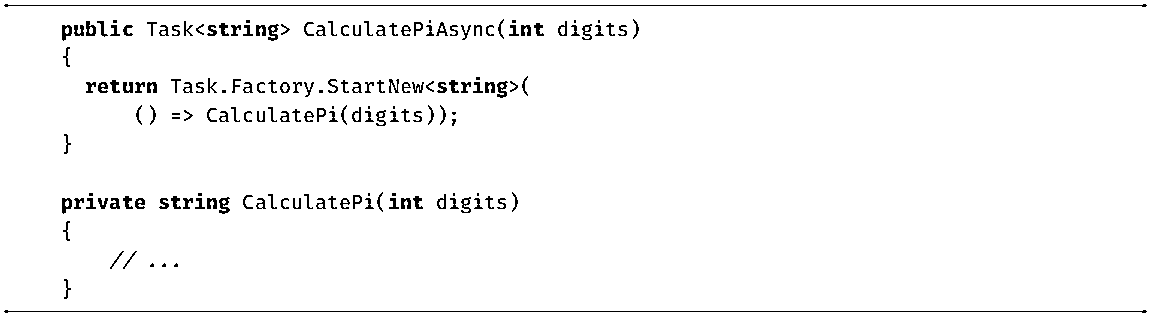 public Task<string> CalculatePiAsync(int digits)
{
  return Task.Factory.StartNew<string>(
      () => CalculatePi(digits));
}

private string CalculatePi(int digits)
{
    // ...
}